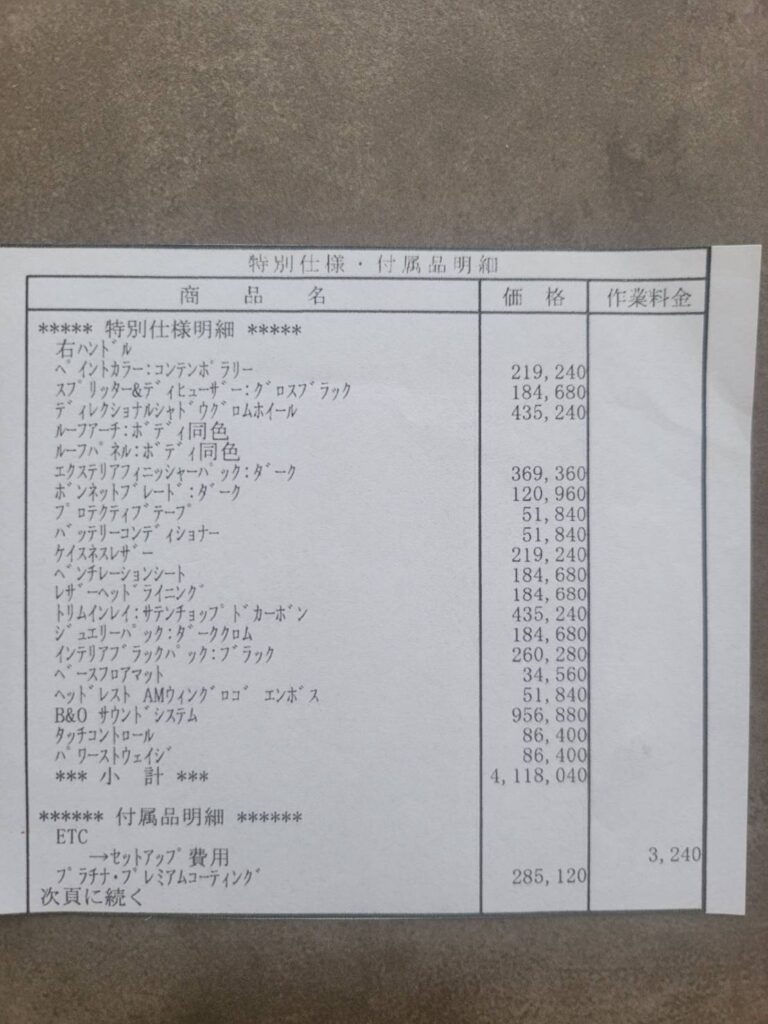 特別仕様・付属品明細
商 品 名 価 格 作業料金
***** 特別仕様明細 *****
右ﾊﾝﾄﾞﾙ
ﾍﾟｲﾝﾄｶﾗｰ:ｺﾝﾃﾝﾎﾟﾗﾘｰ 219,240
ｽﾌﾟﾘｯﾀｰ&ﾃﾞｨﾋｭｰｻﾞｰ:ｸﾞﾛｽﾌﾞﾗｯｸ 184,680
ﾃﾞｨﾚｸｼｮﾅﾙｼｬﾄﾞｳｸﾞﾛﾑﾎｲｰﾙ 435,240
ﾙｰﾌｱｰﾁ:ﾎﾞﾃﾞｨ同色
ﾙｰﾌﾊﾟﾈﾙ:ﾎﾞﾃﾞｨ同色
ｴｸｽﾃﾘｱﾌｨﾆｯｼｬｰﾊﾟｯｸ:ﾀﾞｰｸ 369,360
ﾎﾞﾝﾈｯﾄﾌﾞﾚｰﾄﾞ:ﾀﾞｰｸ 120,960
ﾌﾟﾛﾃｸﾃｨﾌﾞﾃｰﾌﾟ 51,840
ﾊﾞｯﾃﾘｰｺﾝﾃﾞｨｼｮﾅｰ 51,840
ｹｲｽﾈｽﾚｻﾞｰ 219,240
ﾍﾞﾝﾁﾚｰｼｮﾝｼｰﾄ 184,680
ﾚｻﾞｰﾍｯﾄﾞﾗｲﾆﾝｸﾞ 184,680
ﾄﾘﾑｲﾝﾚｲ:ｻﾃﾝﾁｮｯﾌﾟﾄﾞｶｰﾎﾞﾝ 435,240
ｼﾞｭｴﾘｰﾊﾟｯｸ:ﾀﾞｰｸｸﾛﾑ 184,680
ｲﾝﾃﾘｱﾌﾞﾗｯｸﾊﾟｯｸ:ﾌﾞﾗｯｸ 260,280
ﾍﾞｰｽﾌﾛｱﾏｯﾄ 34,560
ﾍｯﾄﾞﾚｽﾄ AMｳｨﾝｸﾞﾛｺﾞ ｴﾝﾎﾞｽ 51,840
B&O ｻｳﾝﾄﾞｼｽﾃﾑ 956,880
ﾀｯﾁｺﾝﾄﾛｰﾙ 86,400
ﾊﾟﾜｰｽﾄｳｪｲｼﾞ 86,400
*** 小 計 *** 4,118,040
****** 付属品明細 ******
ETC
→ｾｯﾄｱｯﾌﾟ費用 3,240
ﾌﾟﾗﾁﾅ・ﾌﾟﾚﾐｱﾑｺｰﾃｨﾝｸﾞ 285,120
次頁に続く